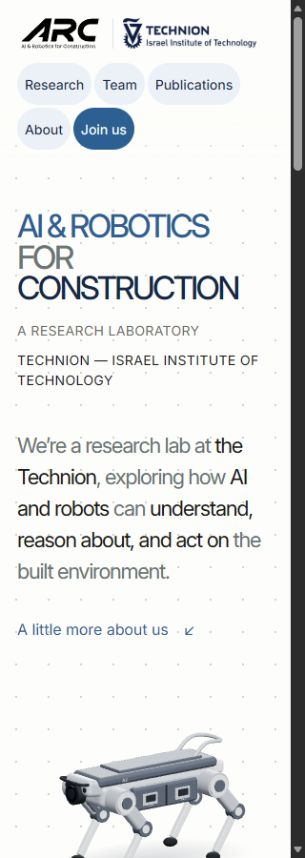 ARC
AI & Robotics for Construction
TECHNION
Israel Institute of Technology
Research
Team
Publications
About
Join us
AI & ROBOTICS
FOR
CONSTRUCTION
A RESEARCH LABORATORY
TECHNION — ISRAEL INSTITUTE OF
TECHNOLOGY
We're a research lab at the
Technion, exploring how AI
and robots can understand,
reason about, and act on the
built environment.
A little more about us ↙